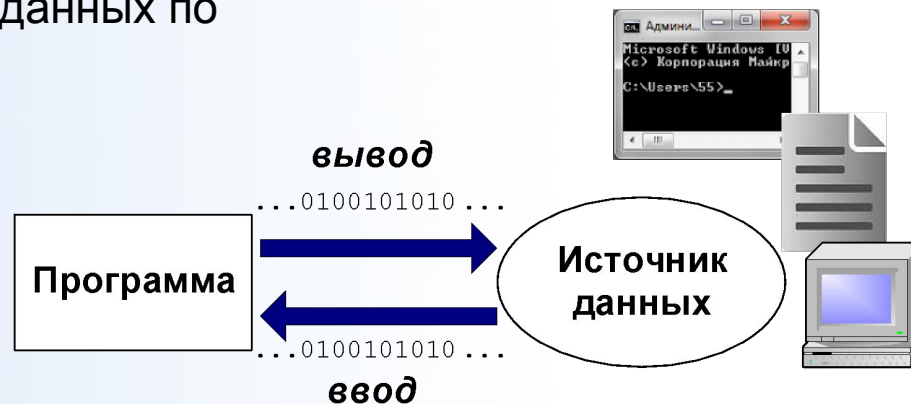 данных по
Админи...
Microsoft Windows [V
(c) Корпорация Майкр
C:\Users\55>_
вывод
...0100101010...
Программа
Источник
данных
...0100101010...
ввод